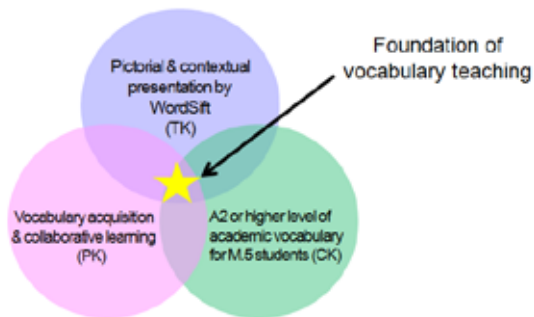 Foundation of
vocabulary teaching
Pictorial & contextual
presentation by
WordSift
(TK)
Vocabulary acquisition
& collaborative learning
(PK)
A2 or higher level of
academic vocabulary
for M.5 students (CK)